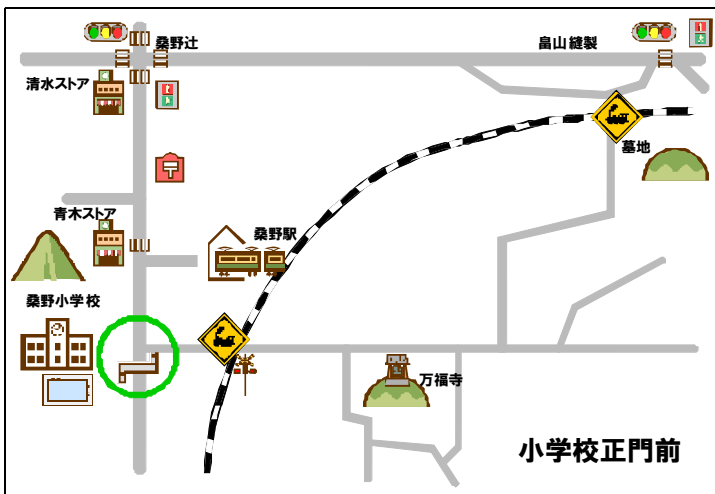 桑野辻
畠山縫製
清水ストア
墓地
青木ストア
桑野駅
桑野小学校
万福寺
小学校正門前